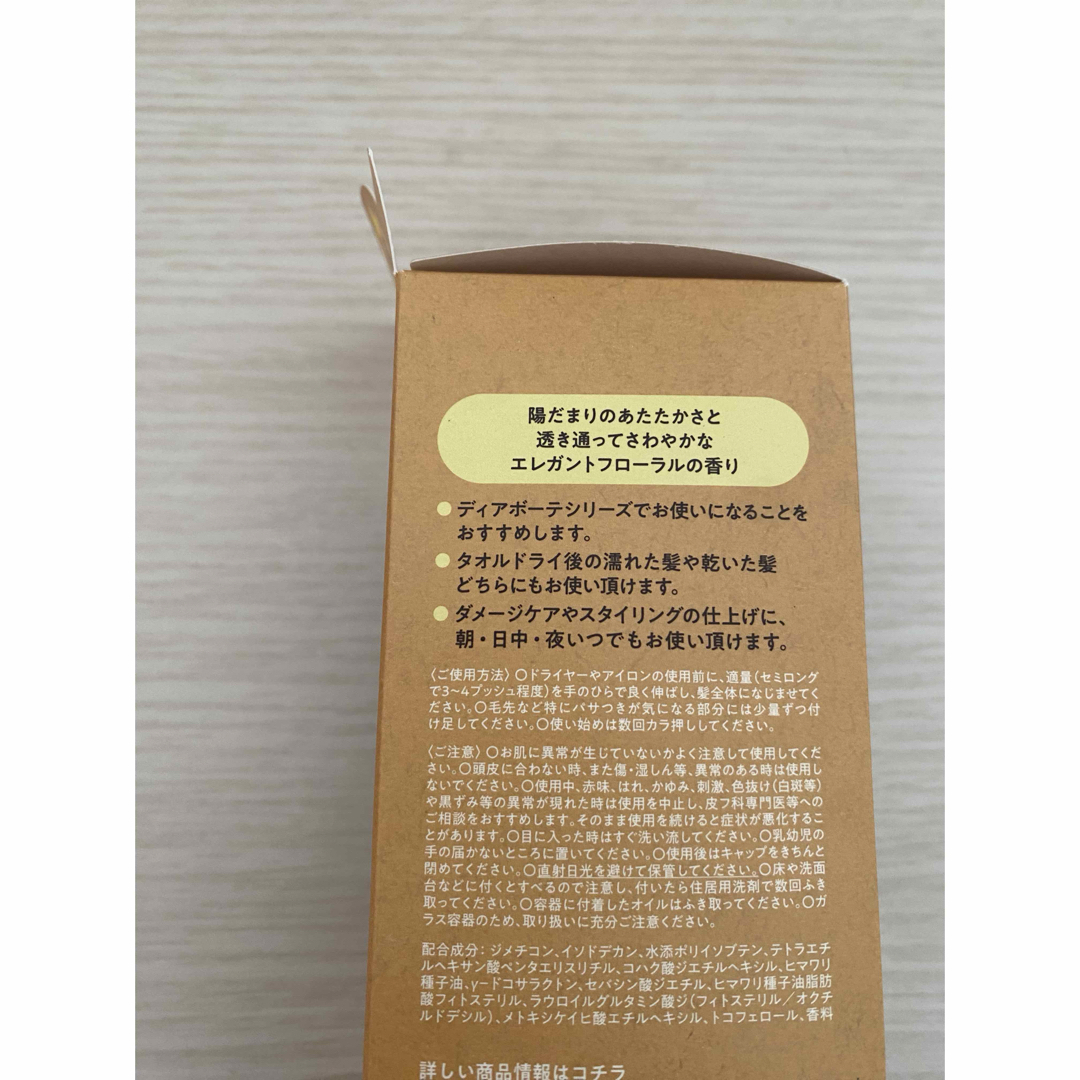 陽だまりのあたたかさと
透き通ってさわやかな
エレガントフローラルの香り
ディアボーテシリーズでお使いになることを
おすすめします。
タオルドライ後の濡れた髪や乾いた髪
どちらにもお使い頂けます。
ダメージケアやスタイリングの仕上げに、
朝・日中・夜いつでもお使い頂けます。
〈ご使用方法〉○ドライヤーやアイロンの使用前に、適量(セミロング
で3~4プッシュ程度)を手のひらで良く伸ばし、髪全体になじませてく
ださい。○毛先など特にパサつきが気になる部分には少量ずつ付
け足してください。○使い始めは数回カラ押ししてください。
〈ご注意〉○お肌に異常が生じていないかよく注意して使用してくだ
さい。○頭皮に合わない時、また傷・湿しん等、異常のある時は使用し
ないでください。○使用中、赤味、はれ、かゆみ、刺激、色抜け(白斑等)
や黒ずみ等の異常が現れた時は使用を中止し、皮フ科専門医等への
ご相談をおすすめします。そのまま使用を続けると症状が悪化するこ
とがあります。○目に入った時はすぐ洗い流してください。○乳幼児の
手の届かないところに置いてください。○使用後はキャップをきちんと
閉めてください。○直射日光を避けて保管してください。○床や洗面
台などに付くとすべるので注意し、付いたら住居用洗剤で数回ふき
取ってください。○容器に付着したオイルはふき取ってください。○ガ
ラス容器のため、取り扱いに充分ご注意ください。
配合成分:ジメチコン、イソドデカン、水添ポリイソブテン、テトラエチ
ルヘキサン酸ペンタエリスリチル、コハク酸ジエチルヘキシル、ヒマワリ
種子油、γ-ドコサラクトン、セバシン酸ジエチル、ヒマワリ種子油脂肪
酸フィトステリル、ラウロイルグルタミン酸ジ(フィトステリル/オクチ
ルドデシル)、メトキシケイヒ酸エチルヘキシル、トコフェロール、香料
詳しい商品情報はコチラ